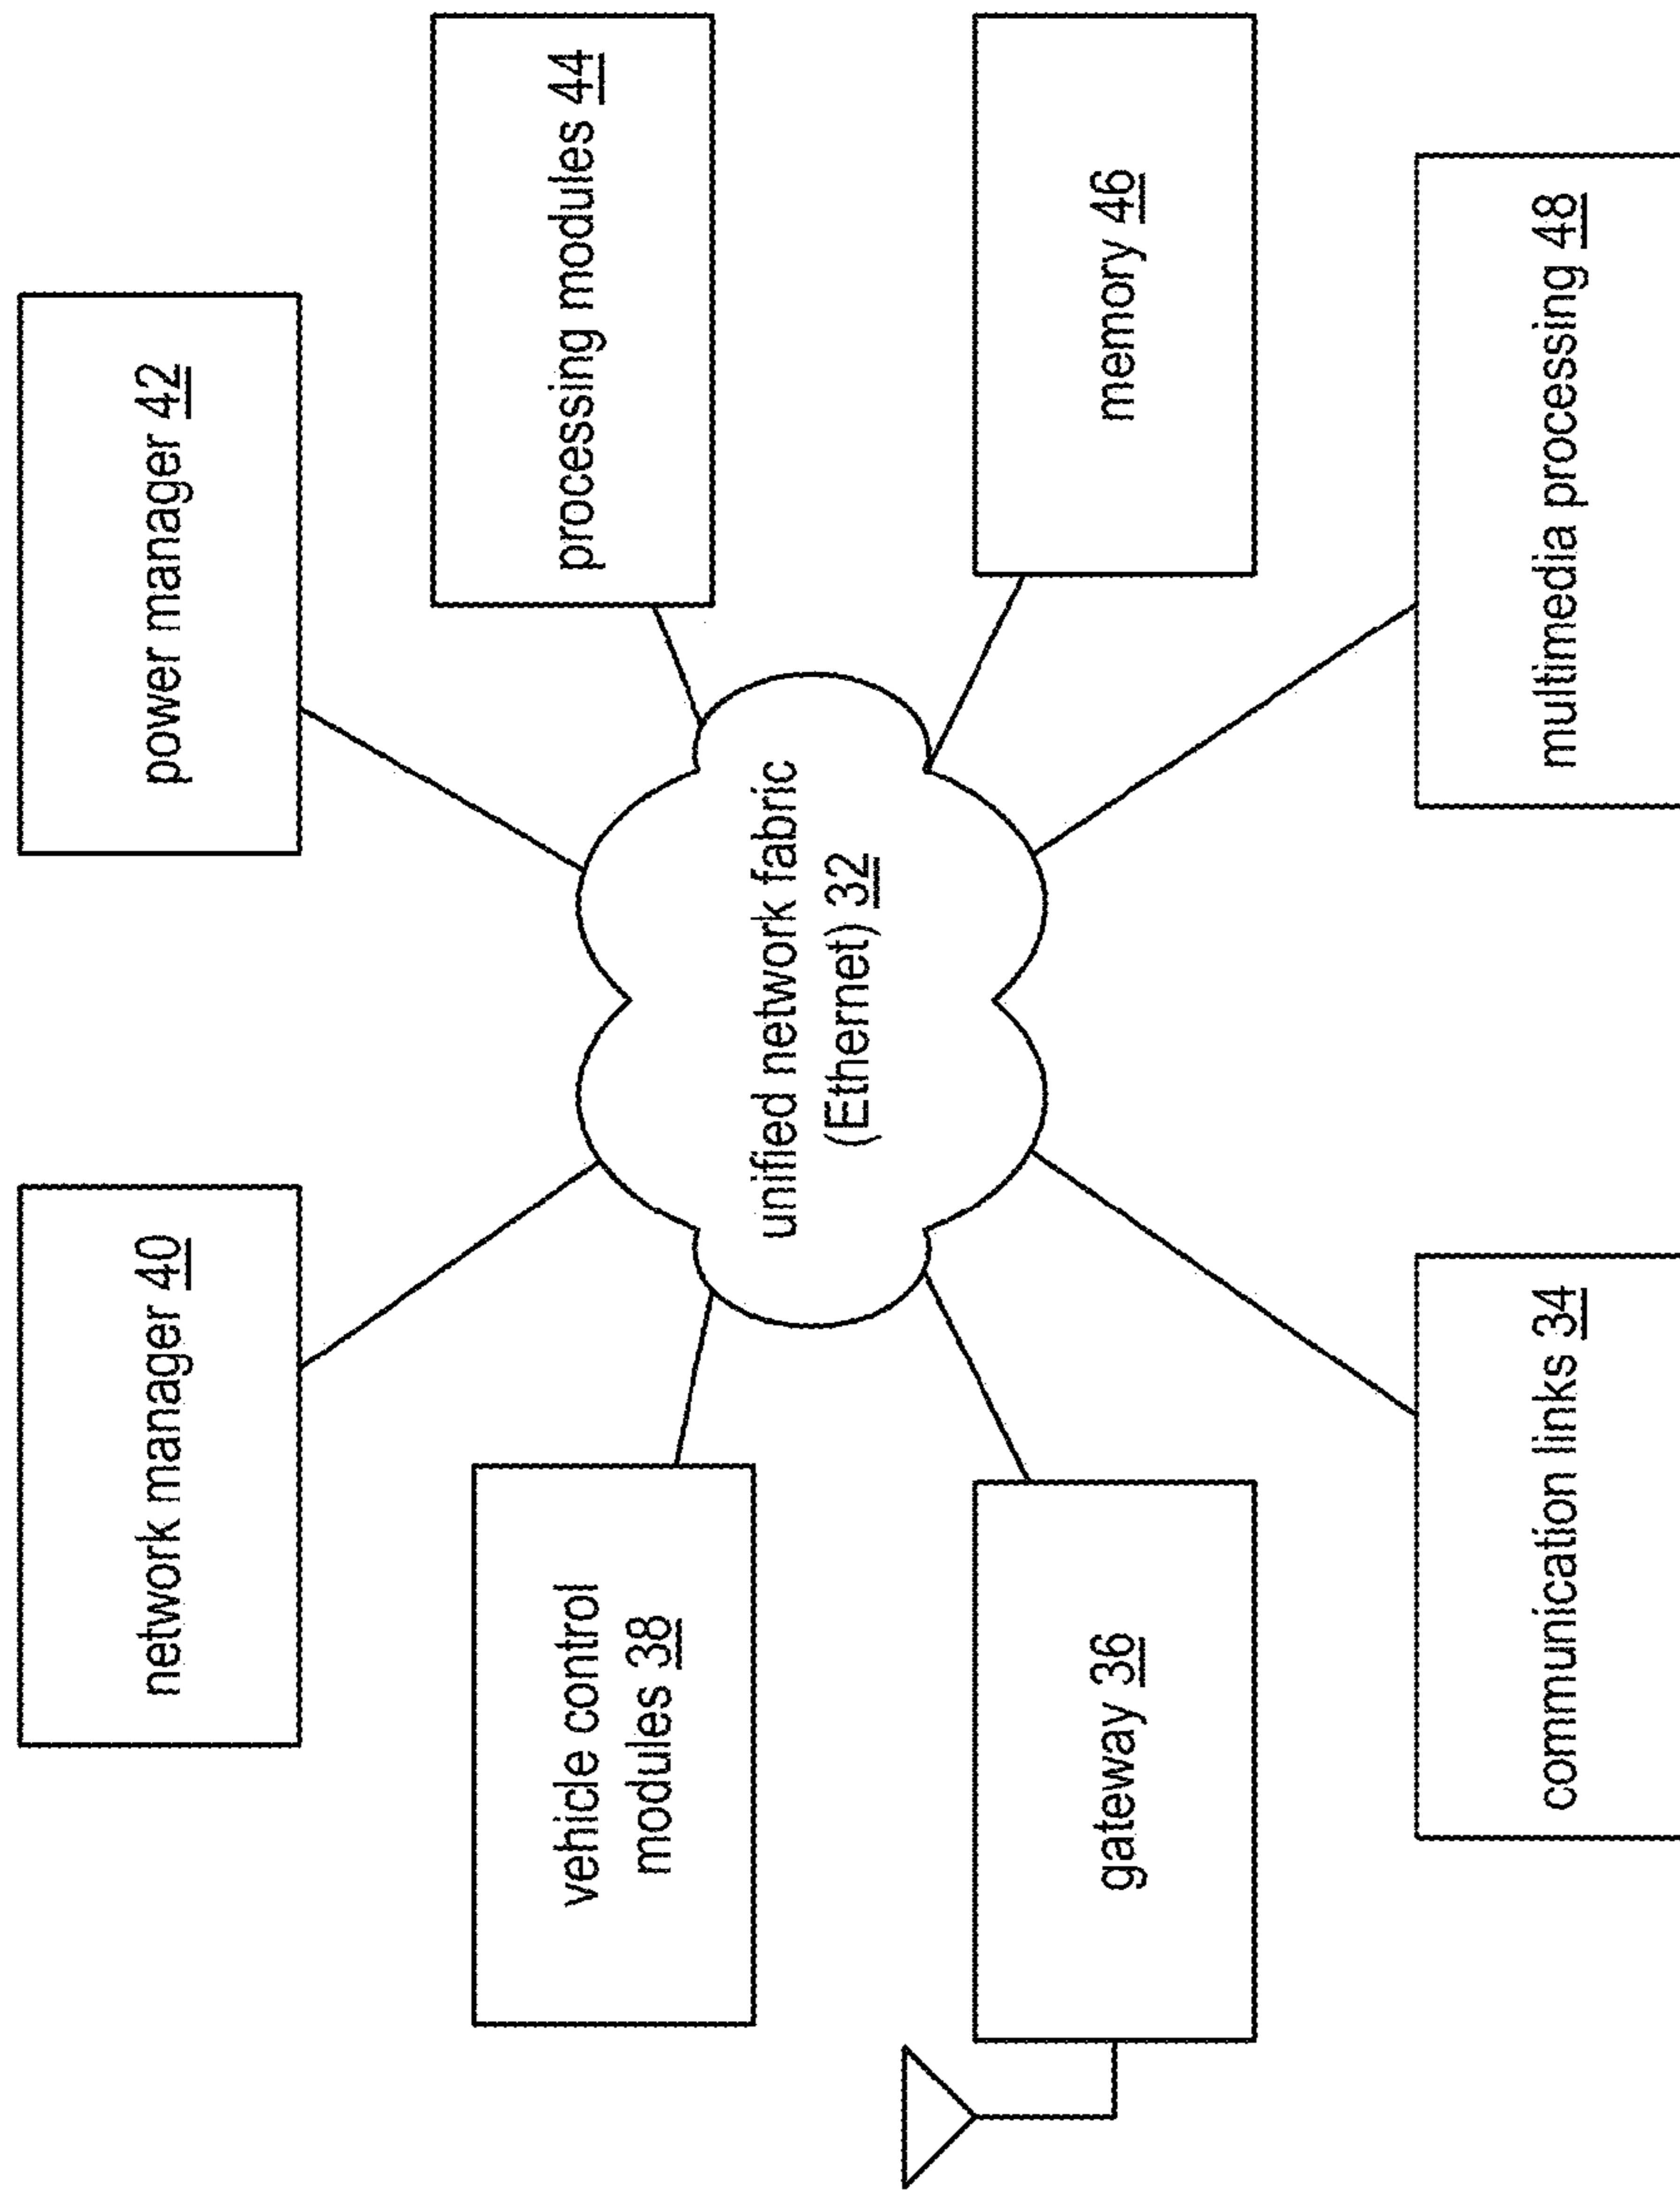 network manager 40
power manager 42
vehicle control
modules 38
processing modules 44
unified network fabric
(Ethernet) 32
gateway 36
memory 46
communication links 34
multimedia processing 48